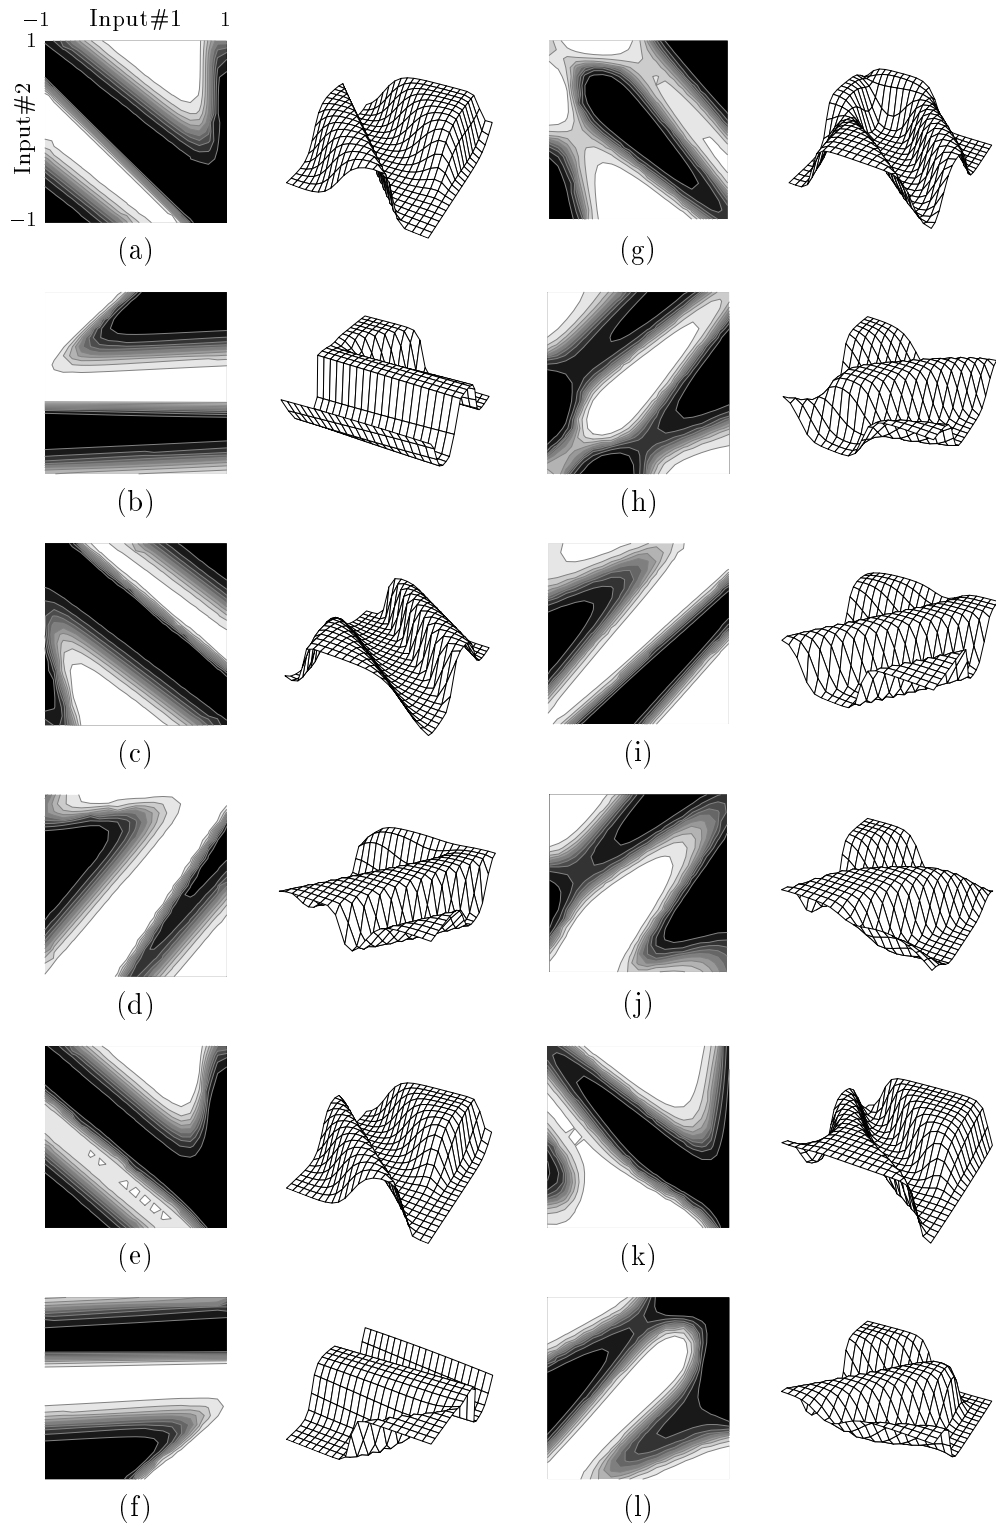 −1 Input#1 1
1
Input#2
−1
(a)
(g)
(b)
(h)
(c)
(i)
(d)
(j)
(e)
(k)
(f)
(l)